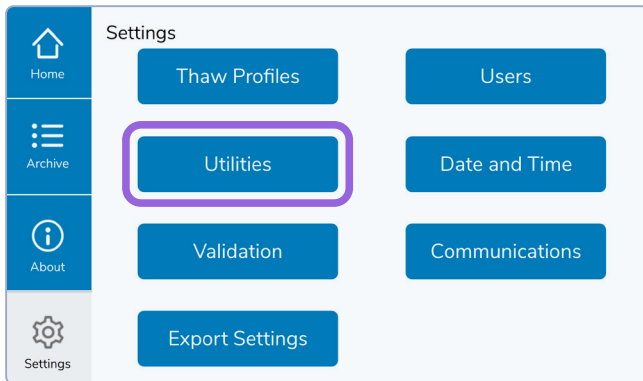 Settings
Home
Thaw Profiles
Users
Archive
Utilities
Date and Time
About
Validation
Communications
Settings
Export Settings